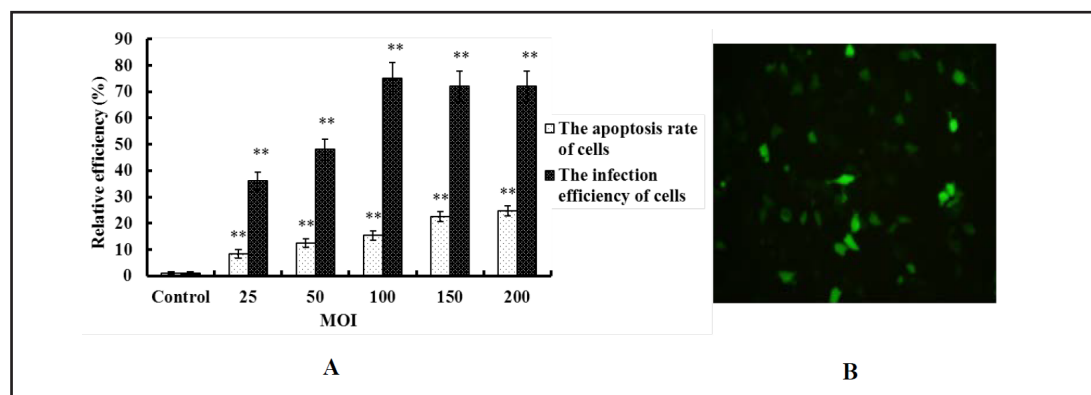 90
80
70
60
50
40
30
20
10
0
Relative efficiency (%)
**
**
**
**
**
**
**
**
**
**
Control 25 50 100 150 200
MOI
The apoptosis rate
of cells
The infection
efficiency of cells
A
B